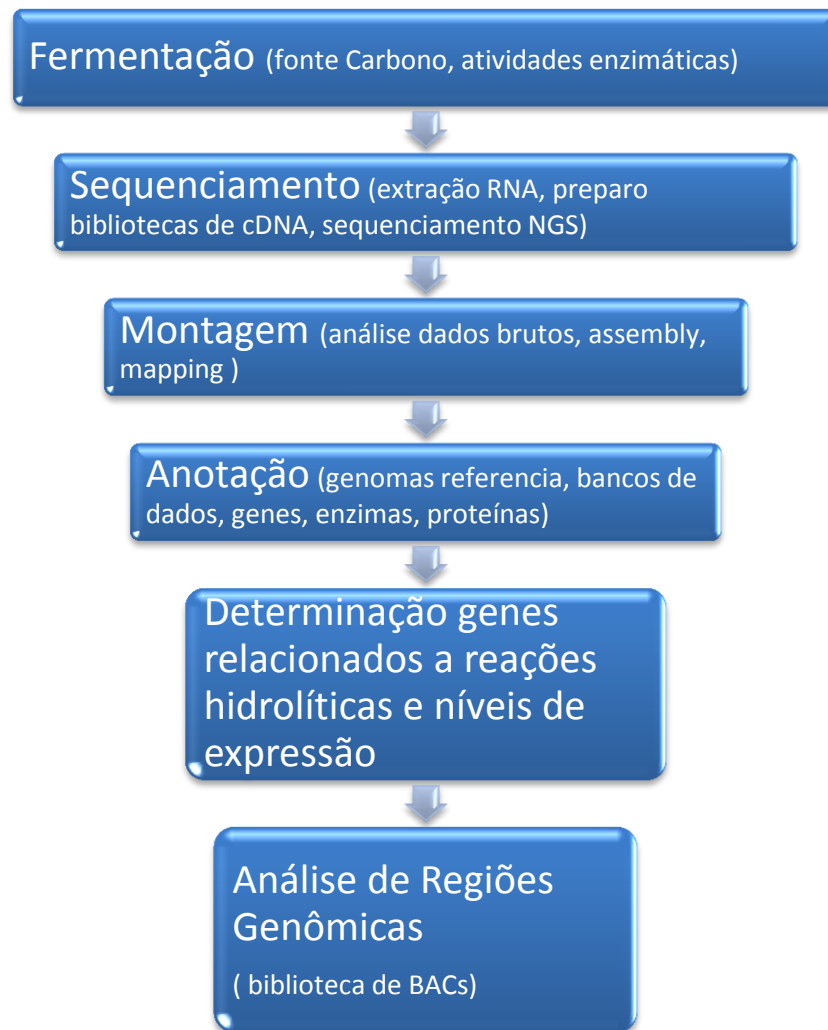 Fermentação (fonte Carbono, atividades enzimáticas)
Sequenciamento (extração RNA, preparo
bibliotecas de cDNA, sequenciamento NGS)
Montagem (análise dados brutos, assembly,
mapping )
Anotação (genomas referencia, bancos de
dados, genes, enzimas, proteínas)
Determinação genes
relacionados a reações
hidrolíticas e níveis de
expressão
Análise de Regiões
Genômicas
( biblioteca de BACs)